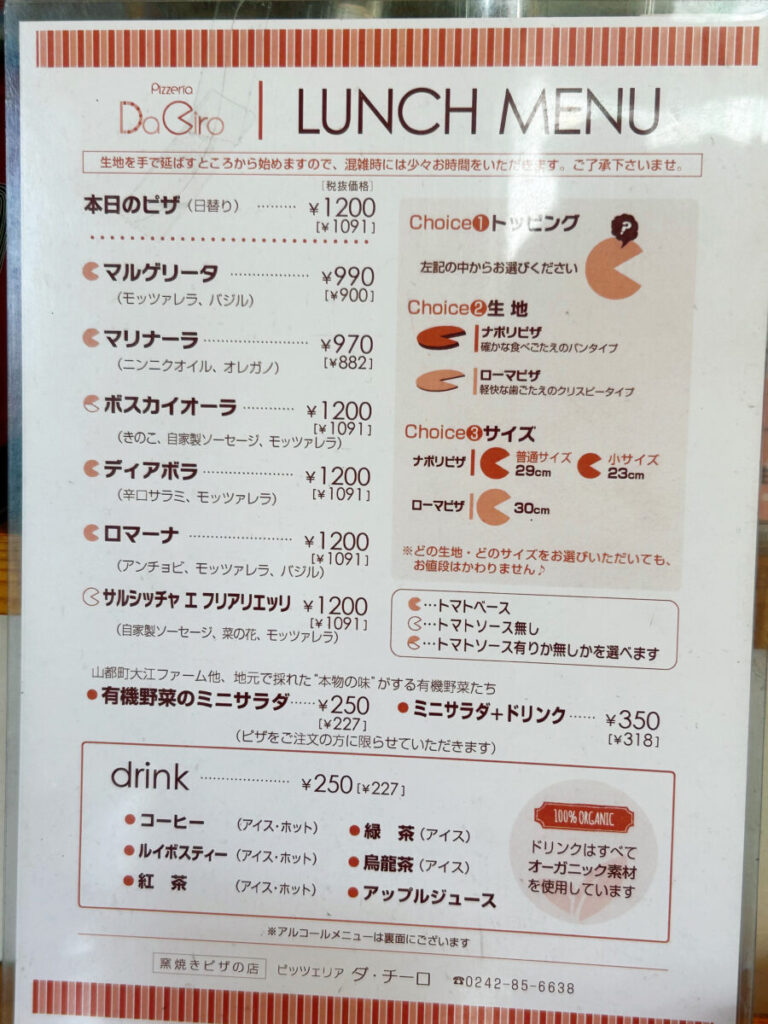 Pizzeria
Da Ciro
LUNCH MENU
生地を手で延ばすところから始めますので、混雑時には少々お時間をいただきます。ご了承下さいませ。
[税抜価格]
本日のピザ（日替り） ……… ¥1200
[¥1091]
マルゲリータ ………………… ¥990
（モッツァレラ、バジル） [¥900]
マリナーラ …………………… ¥970
（ニンニクオイル、オレガノ） [¥882]
ボスカイオーラ ………… ¥1200
[¥1091]
（きのこ、自家製ソーセージ、モッツァレラ）
ディアボラ ……………… ¥1200
（辛口サラミ、モッツァレラ） [¥1091]
ロマーナ ………………… ¥1200
[¥1091]
（アンチョビ、モッツァレラ、バジル）
サルシッチャ エ フリアリエッリ ¥1200
[¥1091]
（自家製ソーセージ、菜の花、モッツァレラ）
Choice❶トッピング
?
左記の中からお選びください
Choice❷生 地
ナポリピザ
確かな食べごたえのパンタイプ
ローマピザ
軽快な歯ごたえのクリスピータイプ
Choice❸サイズ
ナポリピザ 普通サイズ 29cm 小サイズ 23cm
ローマピザ 30cm
※どの生地・どのサイズをお選びいただいても、
お値段はかわりません♪
…トマトベース
…トマトソース無し
…トマトソース有りか無しかを選べます
山都町大江ファーム他、地元で採れた"本物の味"がする有機野菜たち
●有機野菜のミニサラダ……¥250
[¥227]
●ミニサラダ+ドリンク…… ¥350
[¥318]
（ピザをご注文の方に限らせていただきます）
drink ………………… ¥250 [¥227]
●コーヒー （アイス・ホット）
●ルイボスティー （アイス・ホット）
●紅 茶 （アイス・ホット）
●緑 茶（アイス）
●烏龍茶（アイス）
●アップルジュース
100% ORGANIC
ドリンクはすべて
オーガニック素材
を使用しています
※アルコールメニューは裏面にございます
窯焼きピザの店 ピッツェリア ダ・チーロ ☎0242-85-6638